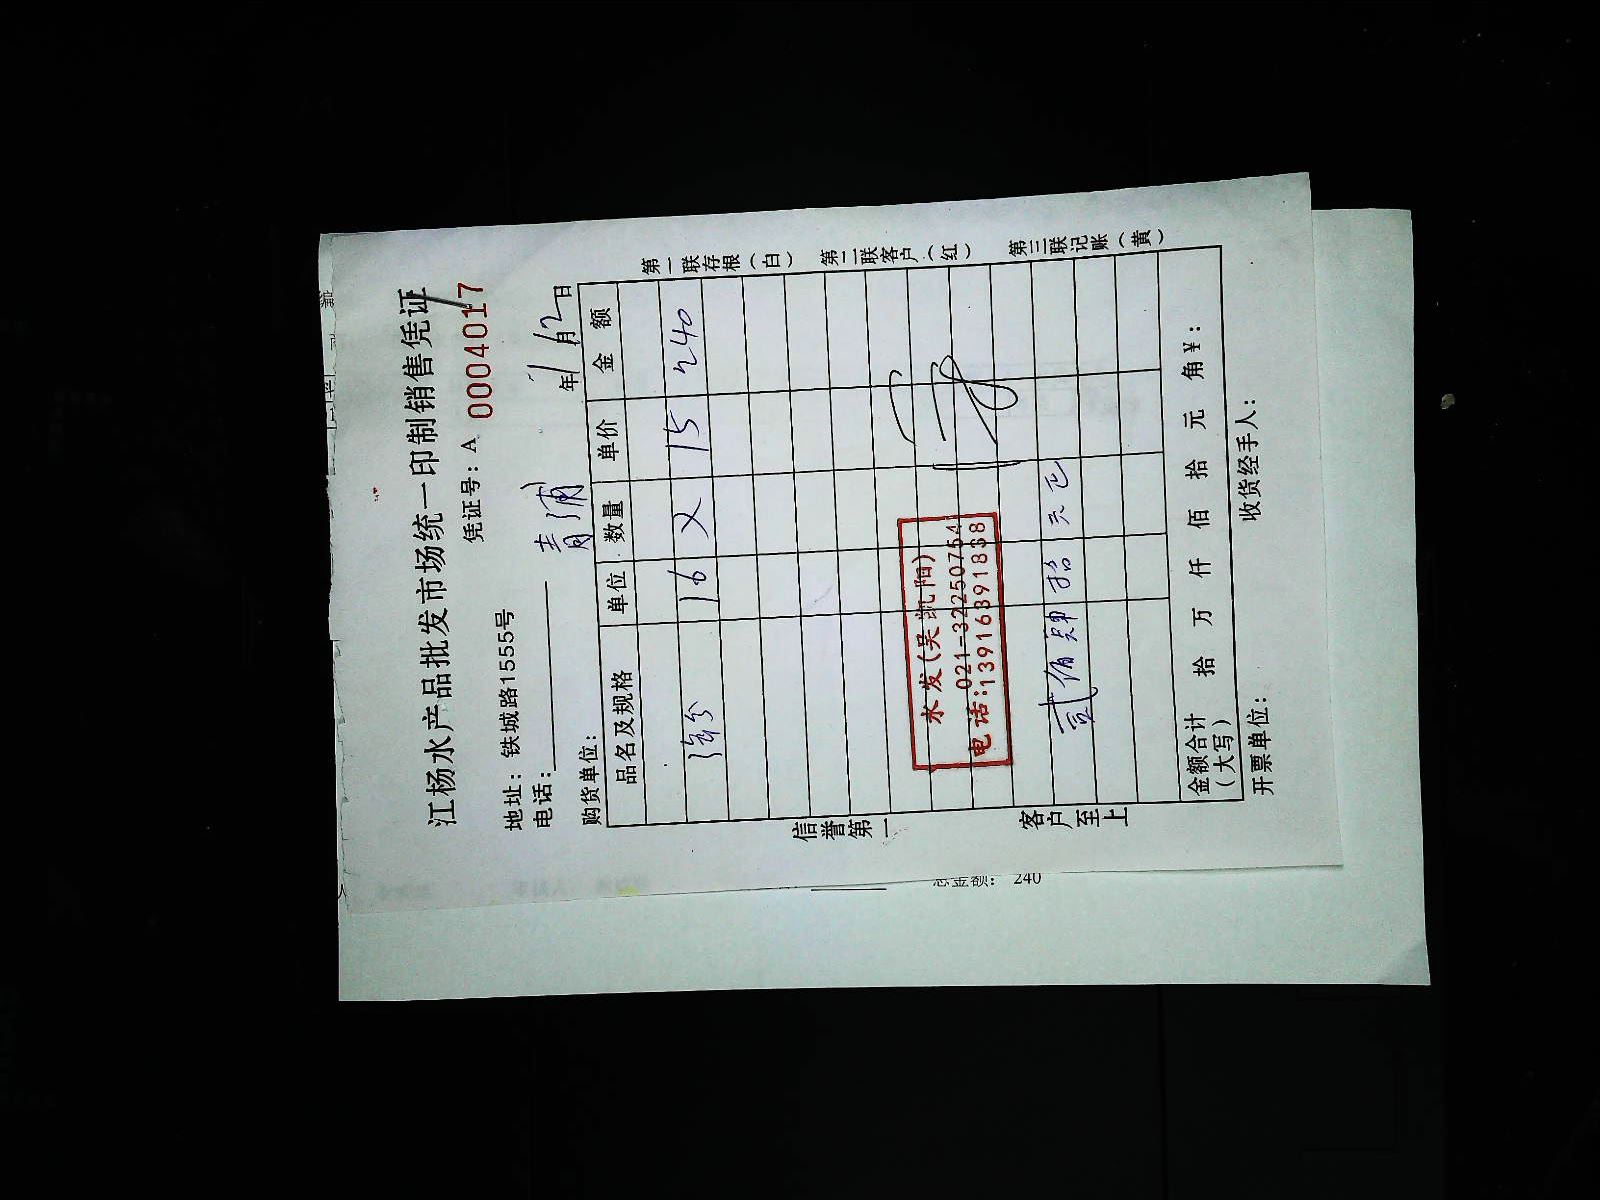 江杨水产品批发市场统一印制销售凭证
凭证号：A 0004017
地址：铁城路1555号
电话：
购货单位： 青浦 年 月12日
品名及规格 单位 数量 单价 金 额
16 X 15 240
永发(吴凯阳)
021-32250754
电话:13916391838
贰佰肆拾元正
金额合计
(大写) 拾 万 仟 佰 拾 元 角￥：
开票单位： 收货经手人：
第一联存根(白)
第二联客户(红)
第三联记账(黄)
信誉第一
客户至上
总金额： 240